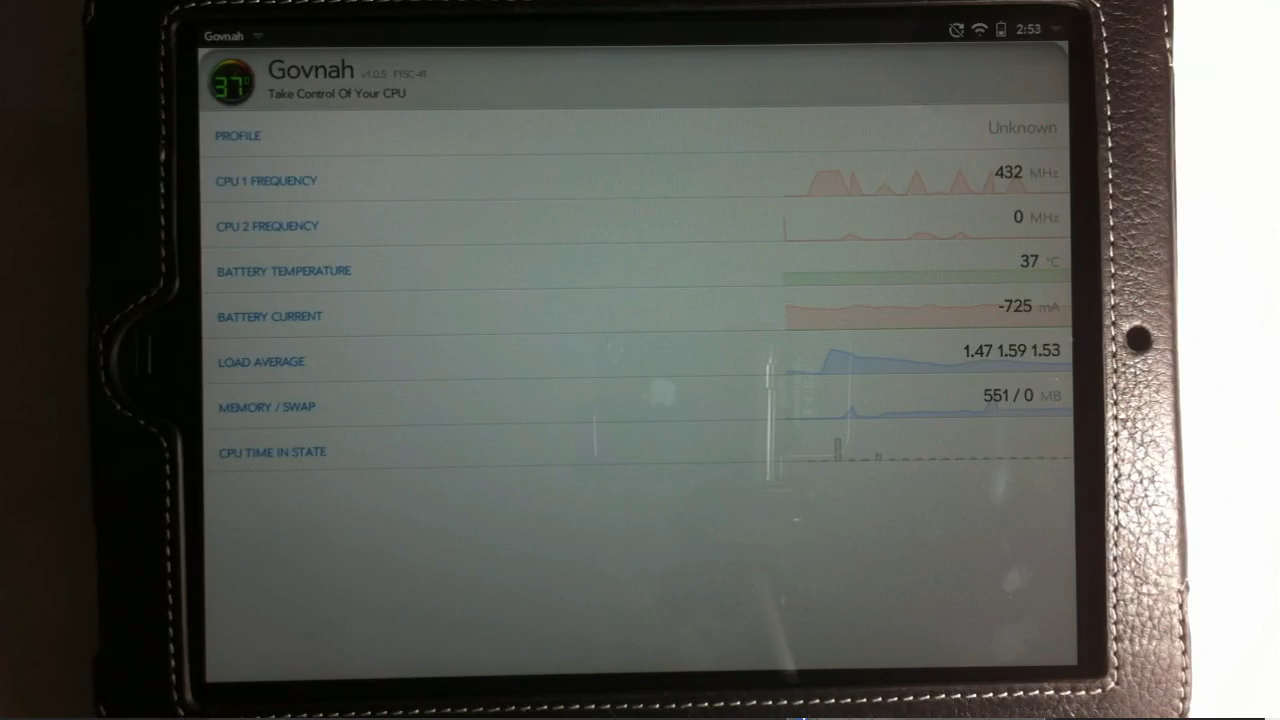 Govnah 2:53
37°
Govnah v1.0.5 F15C-41
Take Control Of Your CPU
PROFILE Unknown
CPU 1 FREQUENCY 432 MHz
CPU 2 FREQUENCY 0 MHz
BATTERY TEMPERATURE 37 °C
BATTERY CURRENT -725 mA
LOAD AVERAGE 1.47 1.59 1.53
MEMORY / SWAP 551 / 0 MB
CPU TIME IN STATE